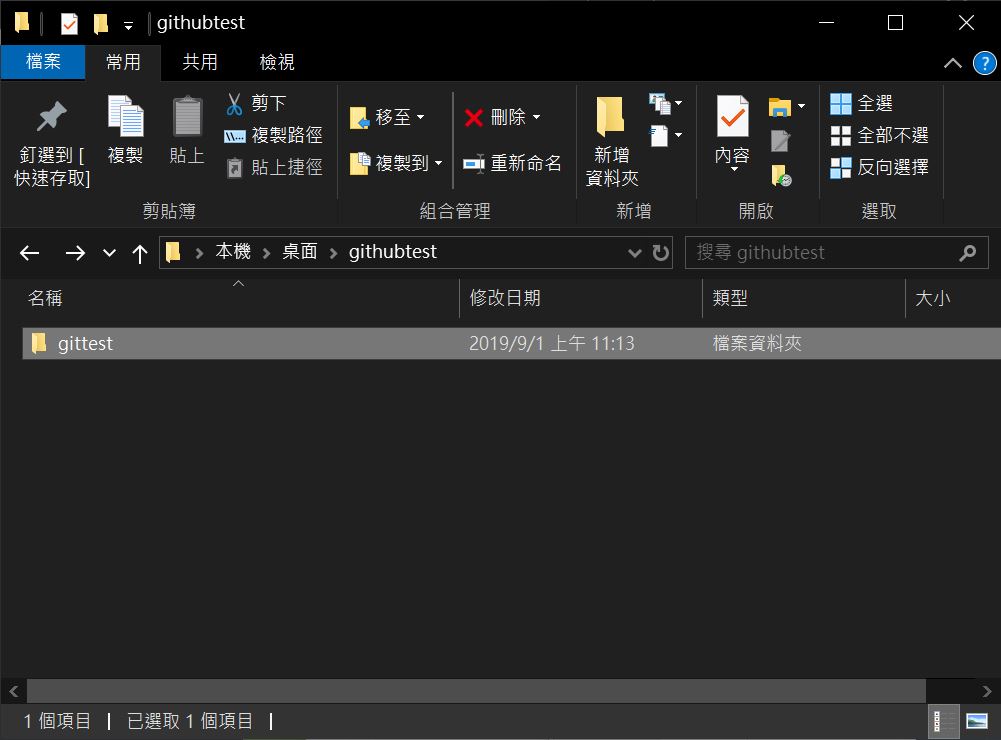 githubtest
檔案 常用 共用 檢視
釘選到 [
快速存取]
複製
貼上
剪下
複製路徑
貼上捷徑
剪貼簿
移至
複製到
刪除
重新命名
組合管理
新增
資料夾
新增
內容
開啟
全選
全部不選
反向選擇
選取
本機 桌面 githubtest
搜尋 githubtest
名稱 修改日期 類型 大小
gittest 2019/9/1 上午 11:13 檔案資料夾
1 個項目 已選取 1 個項目